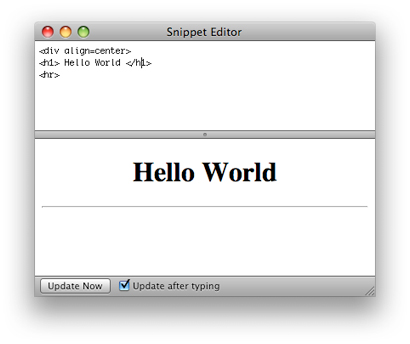 Snippet Editor
<div align=center>
<h1> Hello World </h1>
<hr>
Hello World
Update Now
Update after typing